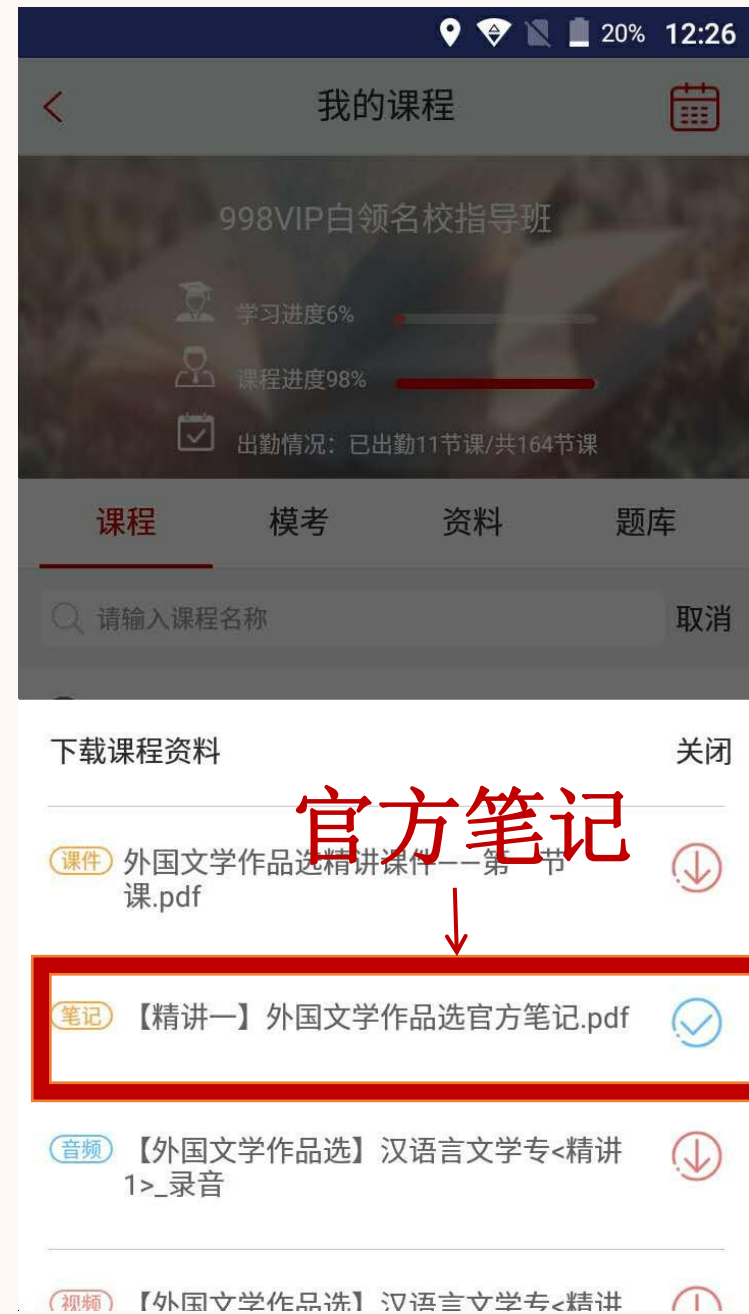 20% 12:26
我的课程
998VIP白领名校指导班
学习进度6%
课程进度98%
出勤情况：已出勤11节课/共164节课
课程 模考 资料 题库
请输入课程名称 取消
下载课程资料 关闭
官方笔记
课件 外国文学作品选精讲课件——第一节
课.pdf
笔记 【精讲一】外国文学作品选官方笔记.pdf
音频 【外国文学作品选】汉语言文学专<精讲
1>_录音
视频 【外国文学作品选】汉语言文学专<精讲